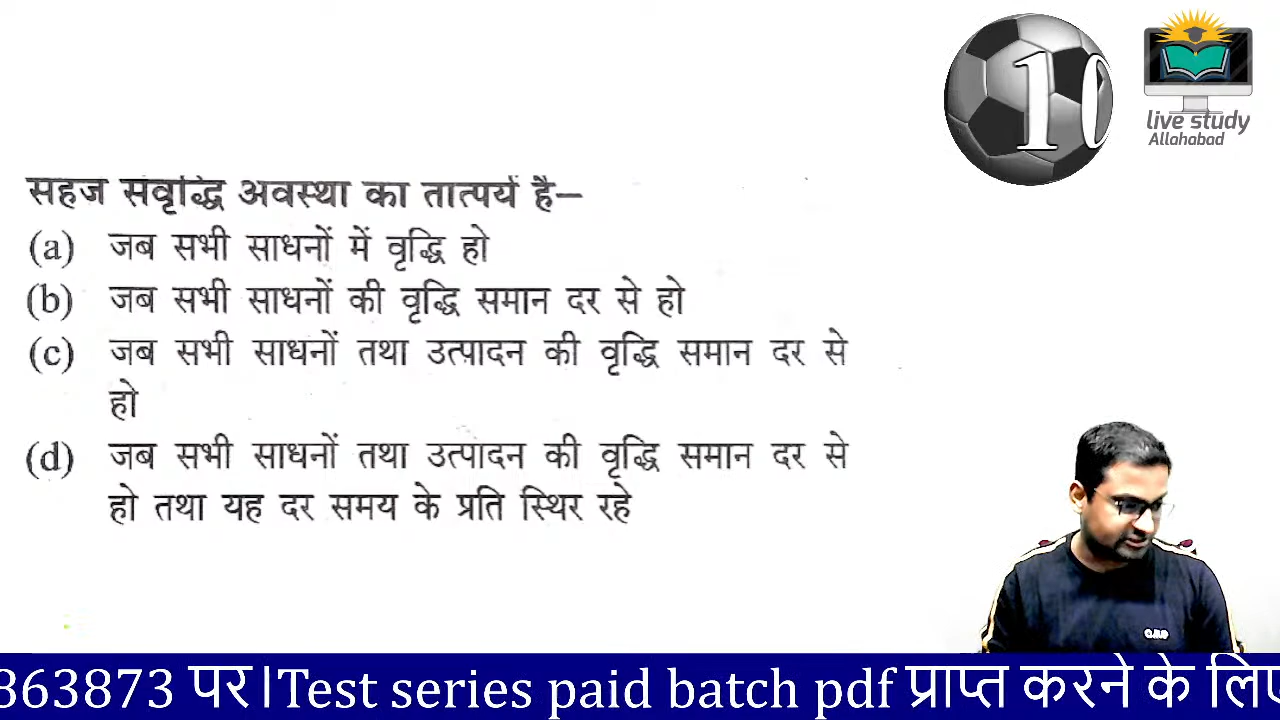 10
live study
Allahabad
सहज संवृद्धि अवस्था का तात्पर्य है–
(a) जब सभी साधनों में वृद्धि हो
(b) जब सभी साधनों की वृद्धि समान दर से हो
(c) जब सभी साधनों तथा उत्पादन की वृद्धि समान दर से
हो
(d) जब सभी साधनों तथा उत्पादन की वृद्धि समान दर से
हो तथा यह दर समय के प्रति स्थिर रहे
863873 पर।Test series paid batch pdf प्राप्त करने के लिए